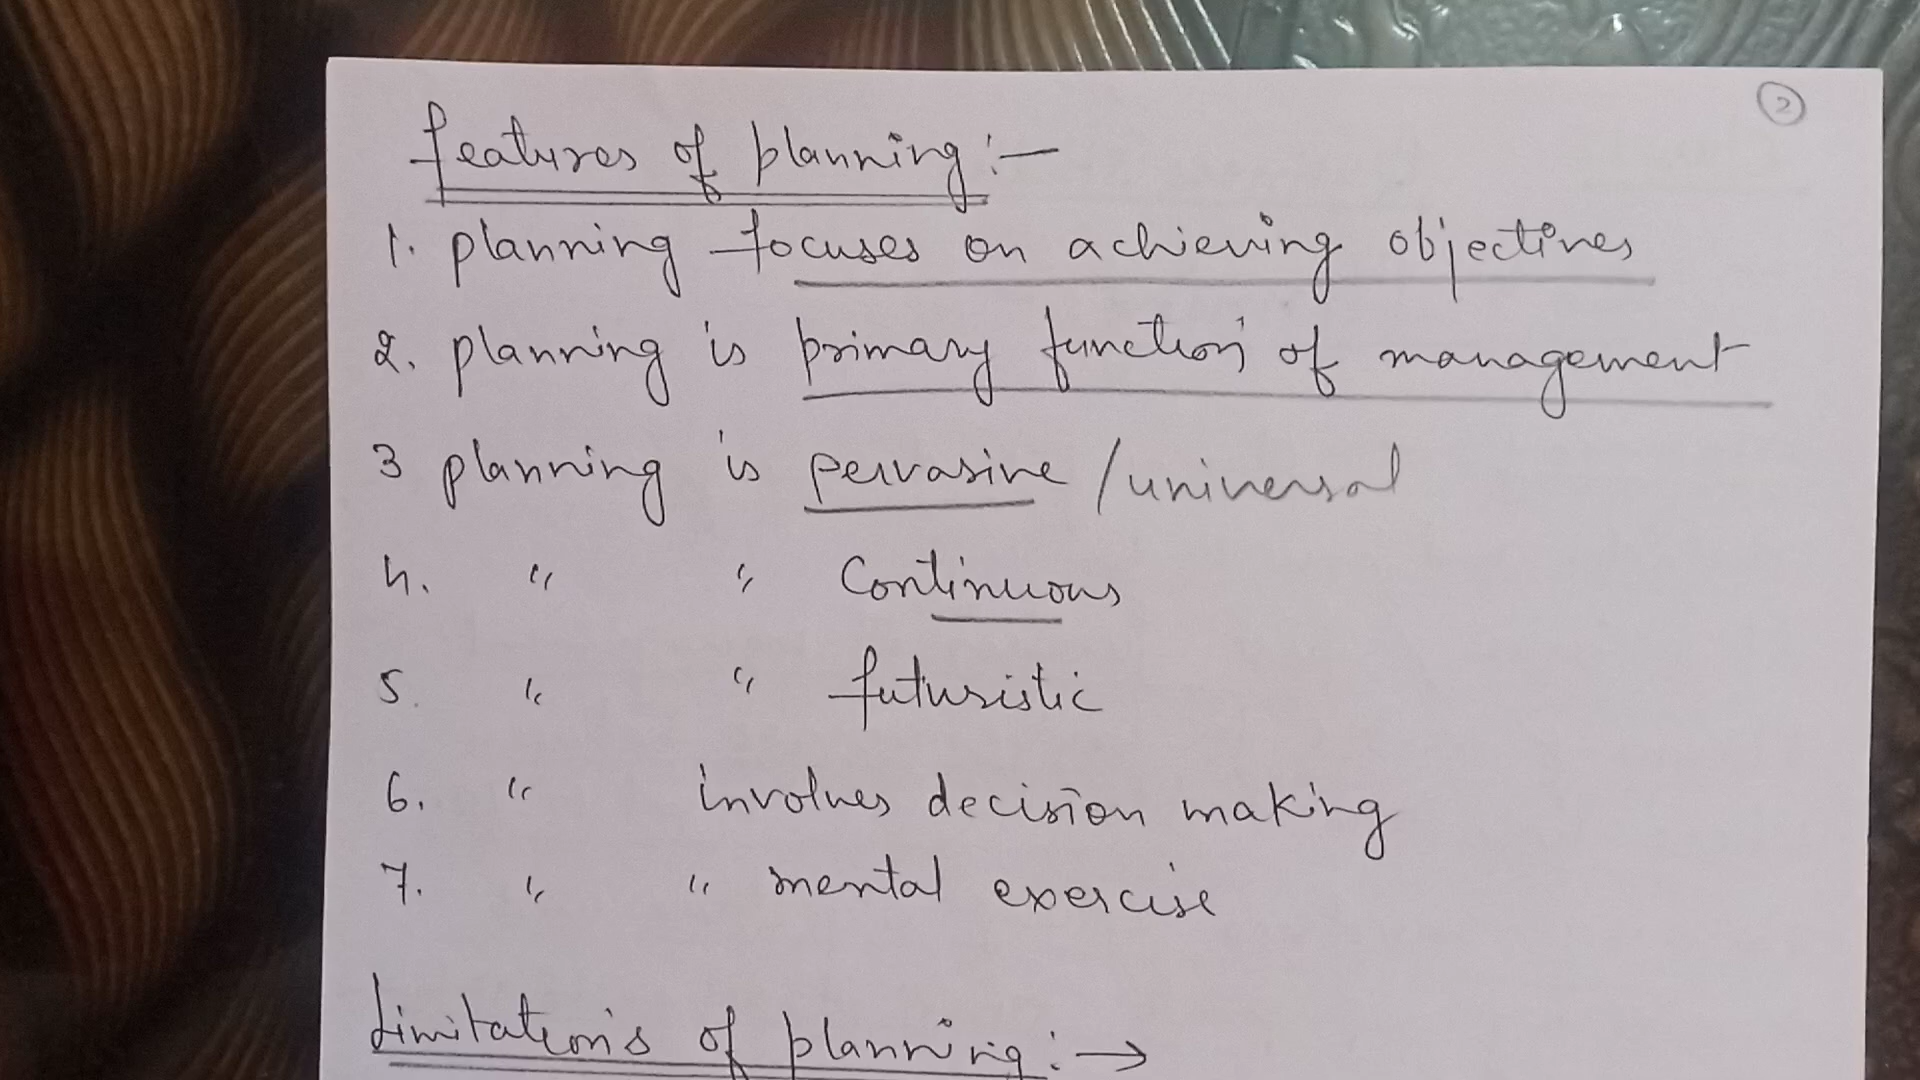 2
features of planning:-
1. planning focuses on achieving objectives
2. planning is primary function of management
3 planning is pervasive /universal
4. " " Continuous
5. " " futuristic
6. " involves decision making
7. " " mental exercise
Limitations of planning:→